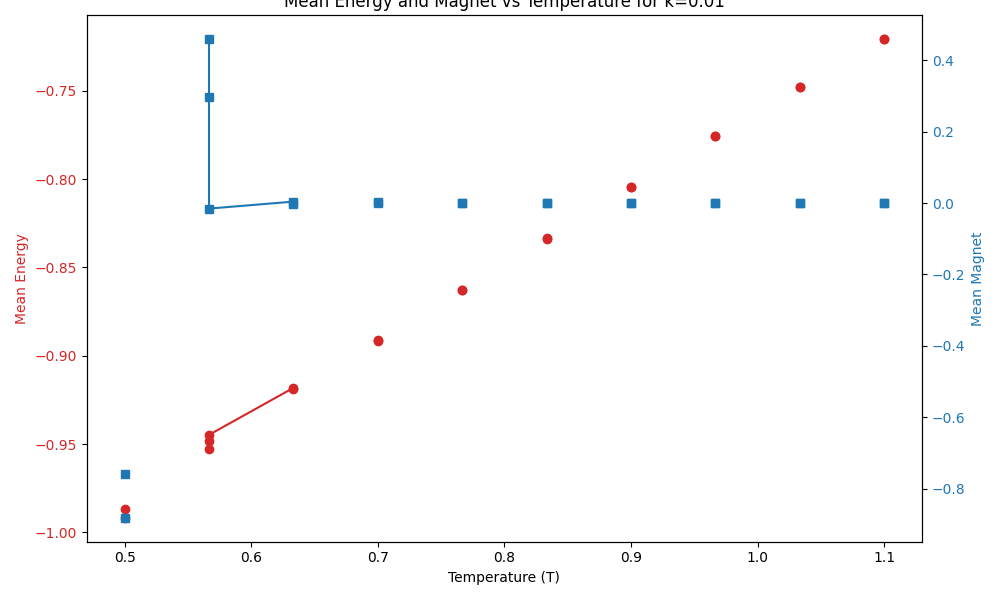 Mean Energy and Magnet vs Temperature for k=0.01
Mean Energy
−0.75
−0.80
−0.85
−0.90
−0.95
−1.00
0.4
0.2
0.0
−0.2
−0.4
−0.6
−0.8
Mean Magnet
0.5 0.6 0.7 0.8 0.9 1.0 1.1
Temperature (T)